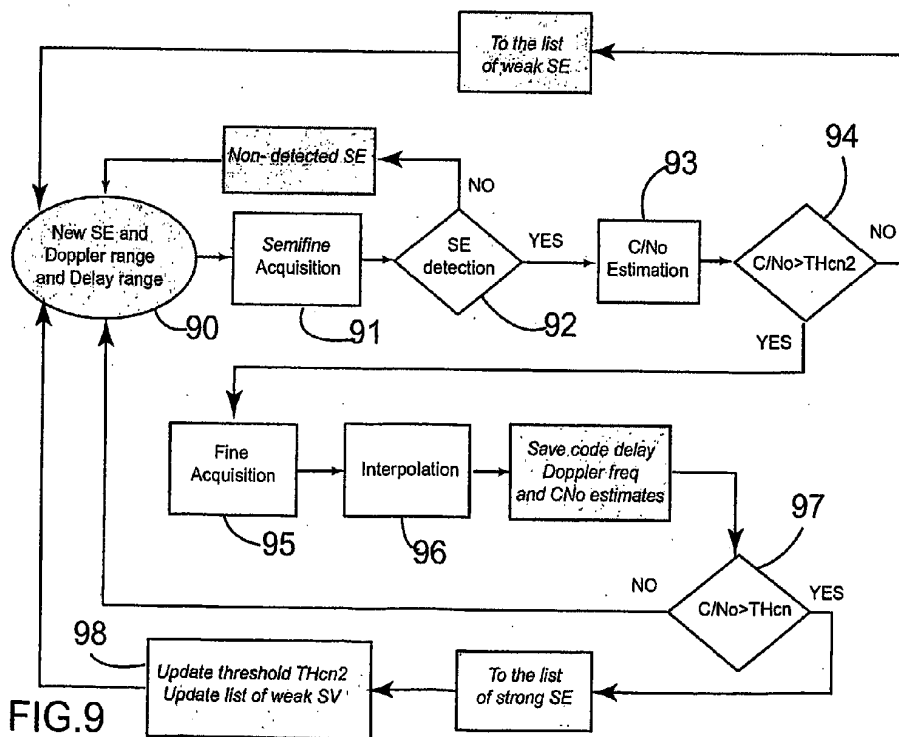 To the list
of weak SE
94
Non- detected SE
NO
93
New SE and
Doppler range
and Delay range
Semifine
Acquisition
SE
detection
YES
C/No
Estimation
C/No>THcn2
NO
90
91
92
YES
Fine
Acquisition
Interpolation
Save code delay
Doppler freq
and CNo estimates
95
96
97
NO
C/No>THcn
YES
98
Update threshold THcn2
Update list of weak SV
To the list
of strong SE
FIG.9